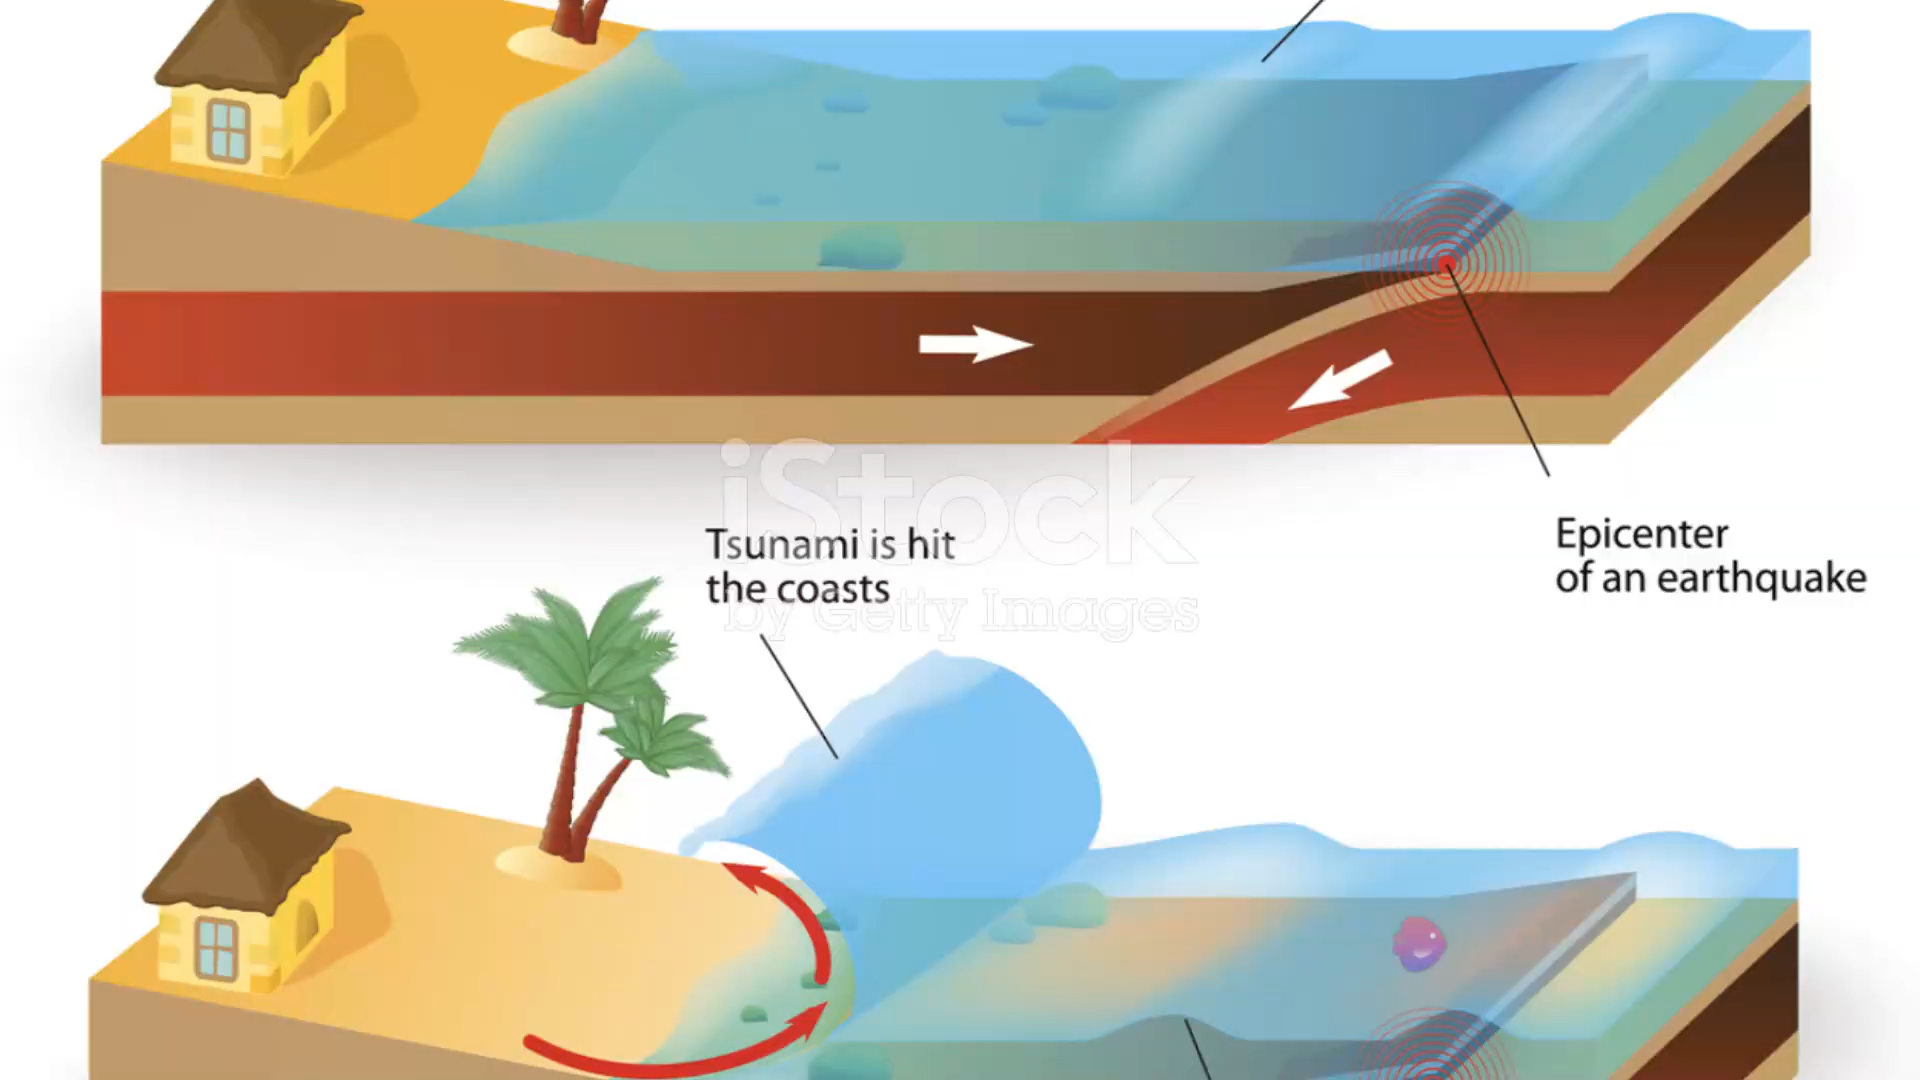 iStock
by Getty Images
Tsunami is hit
the coasts
Epicenter
of an earthquake